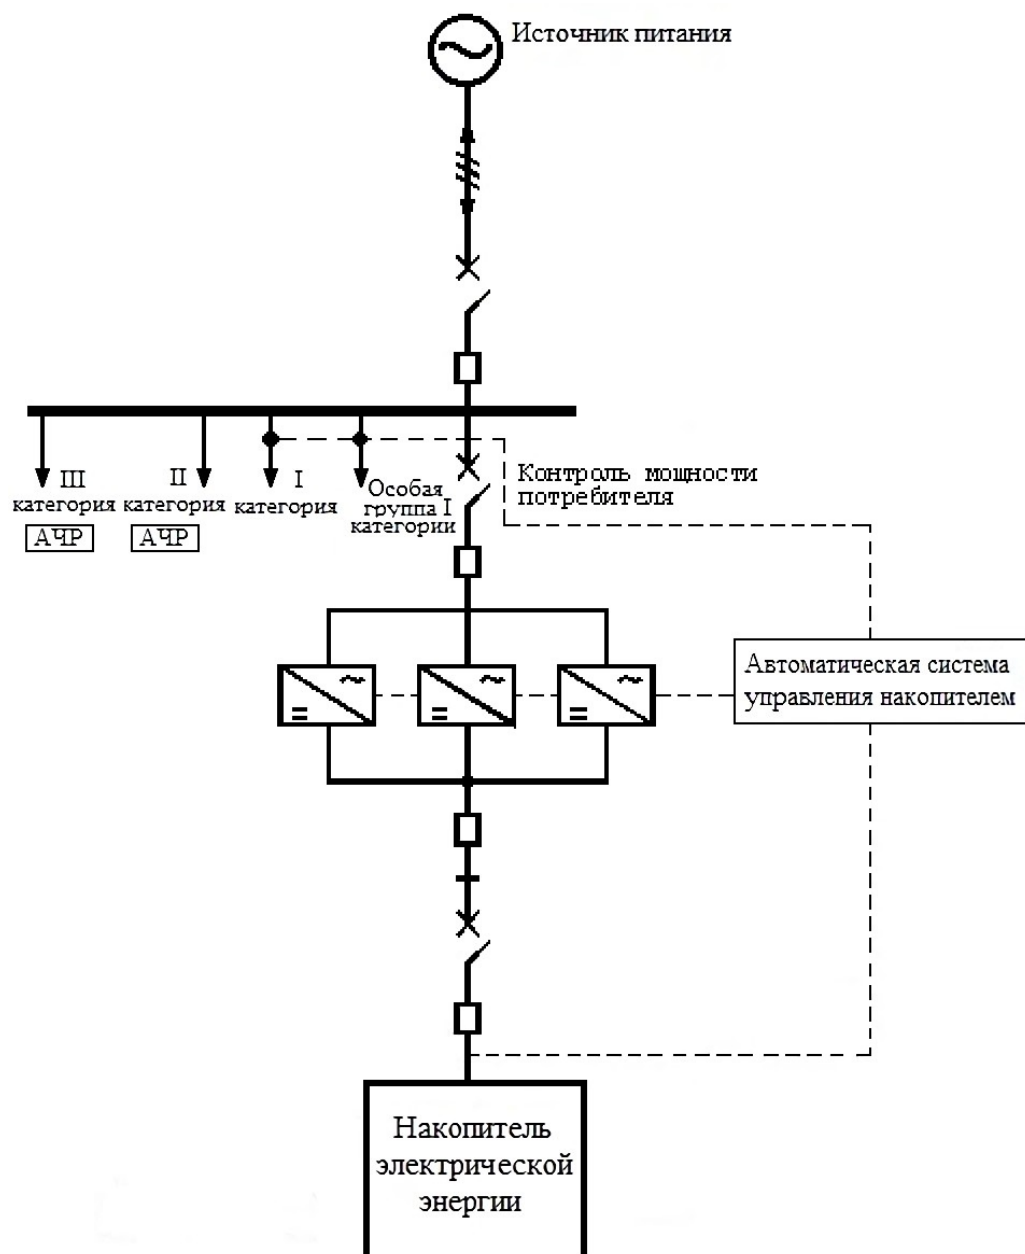 Источник питания
III
категория
АЧР
II
категория
АЧР
I
категория
Особая
группа I
категории
Контроль мощности
потребителя
Автоматическая система
управления накопителем
Накопитель
электрической
энергии